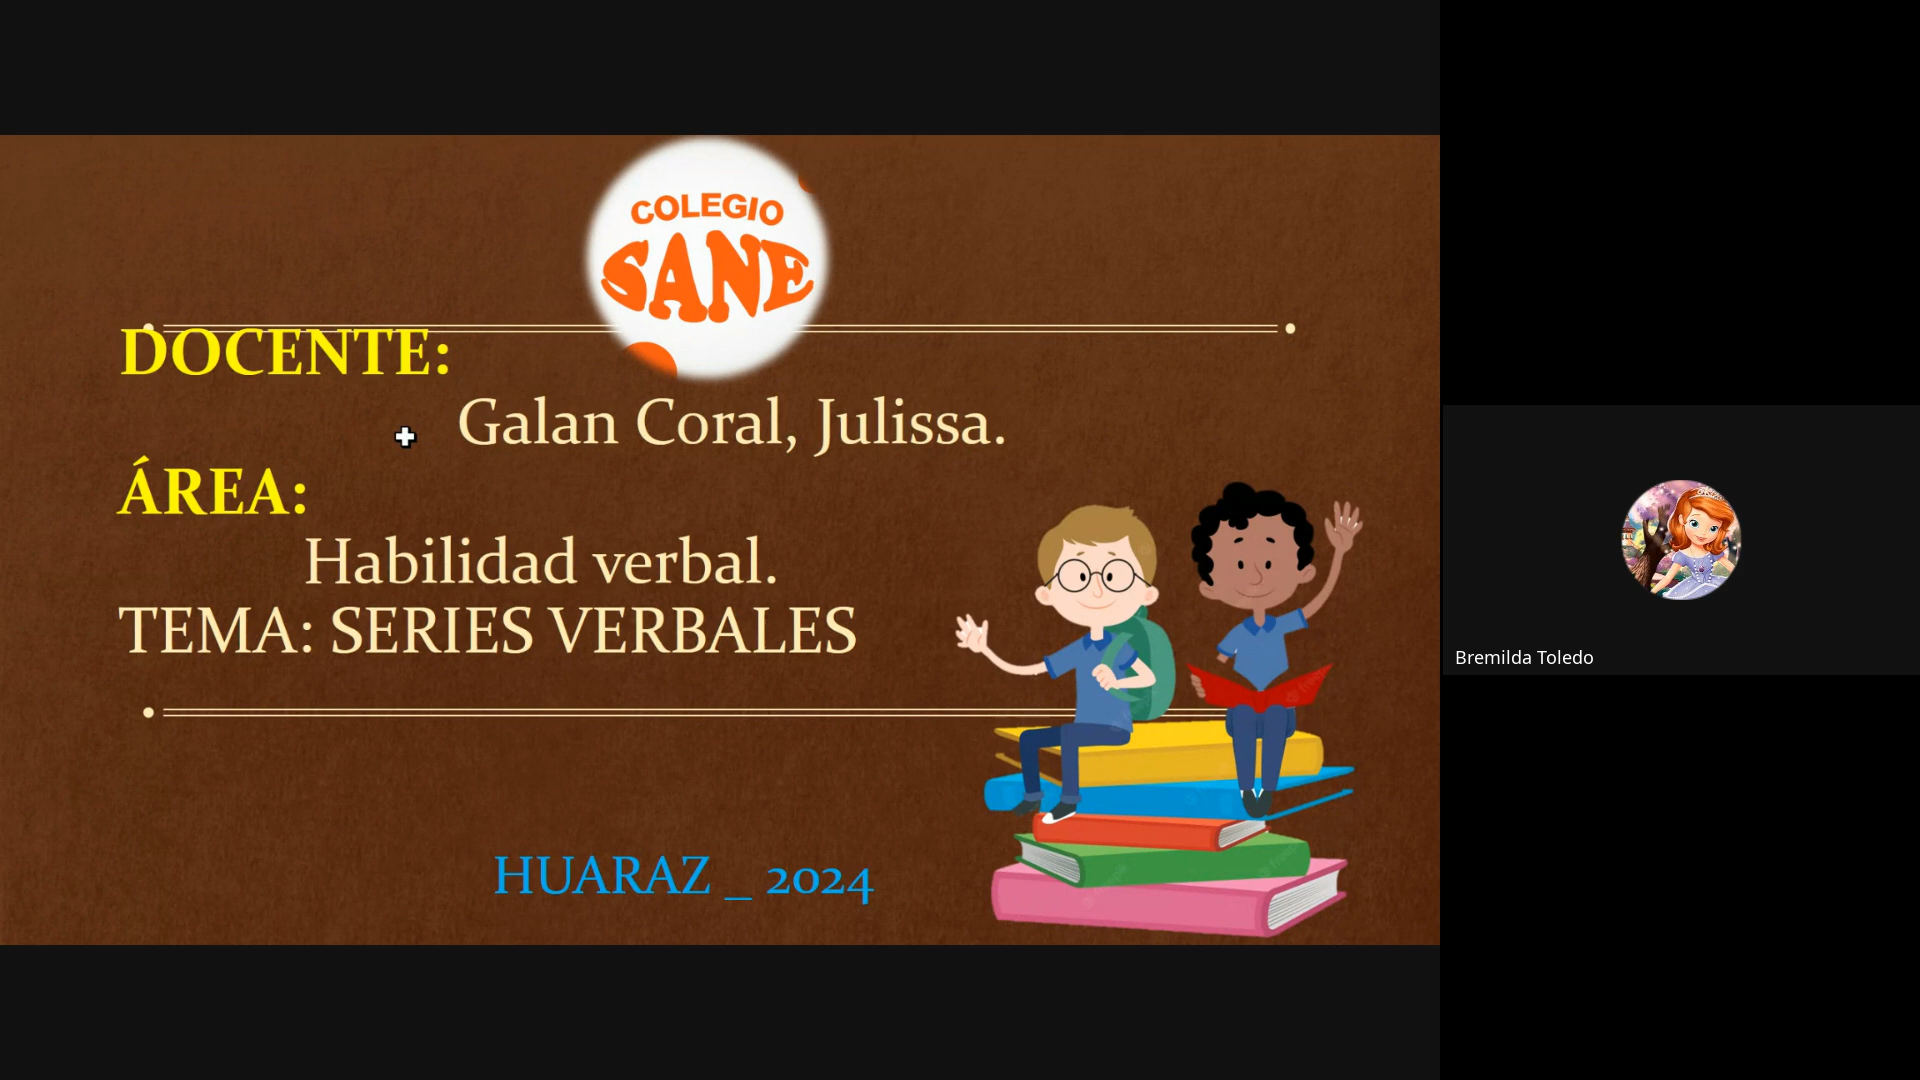 COLEGIO
SANE
DOCENTE:
Galan Coral, Julissa.
ÁREA:
Habilidad verbal.
TEMA: SERIES VERBALES
HUARAZ _ 2024
Bremilda Toledo